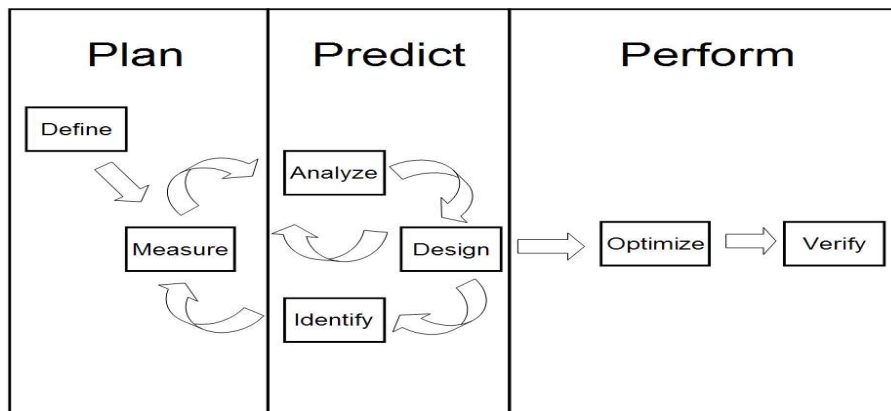 Plan
Predict
Perform
Define
Analyze
Measure
Design
Optimize
Verify
Identify